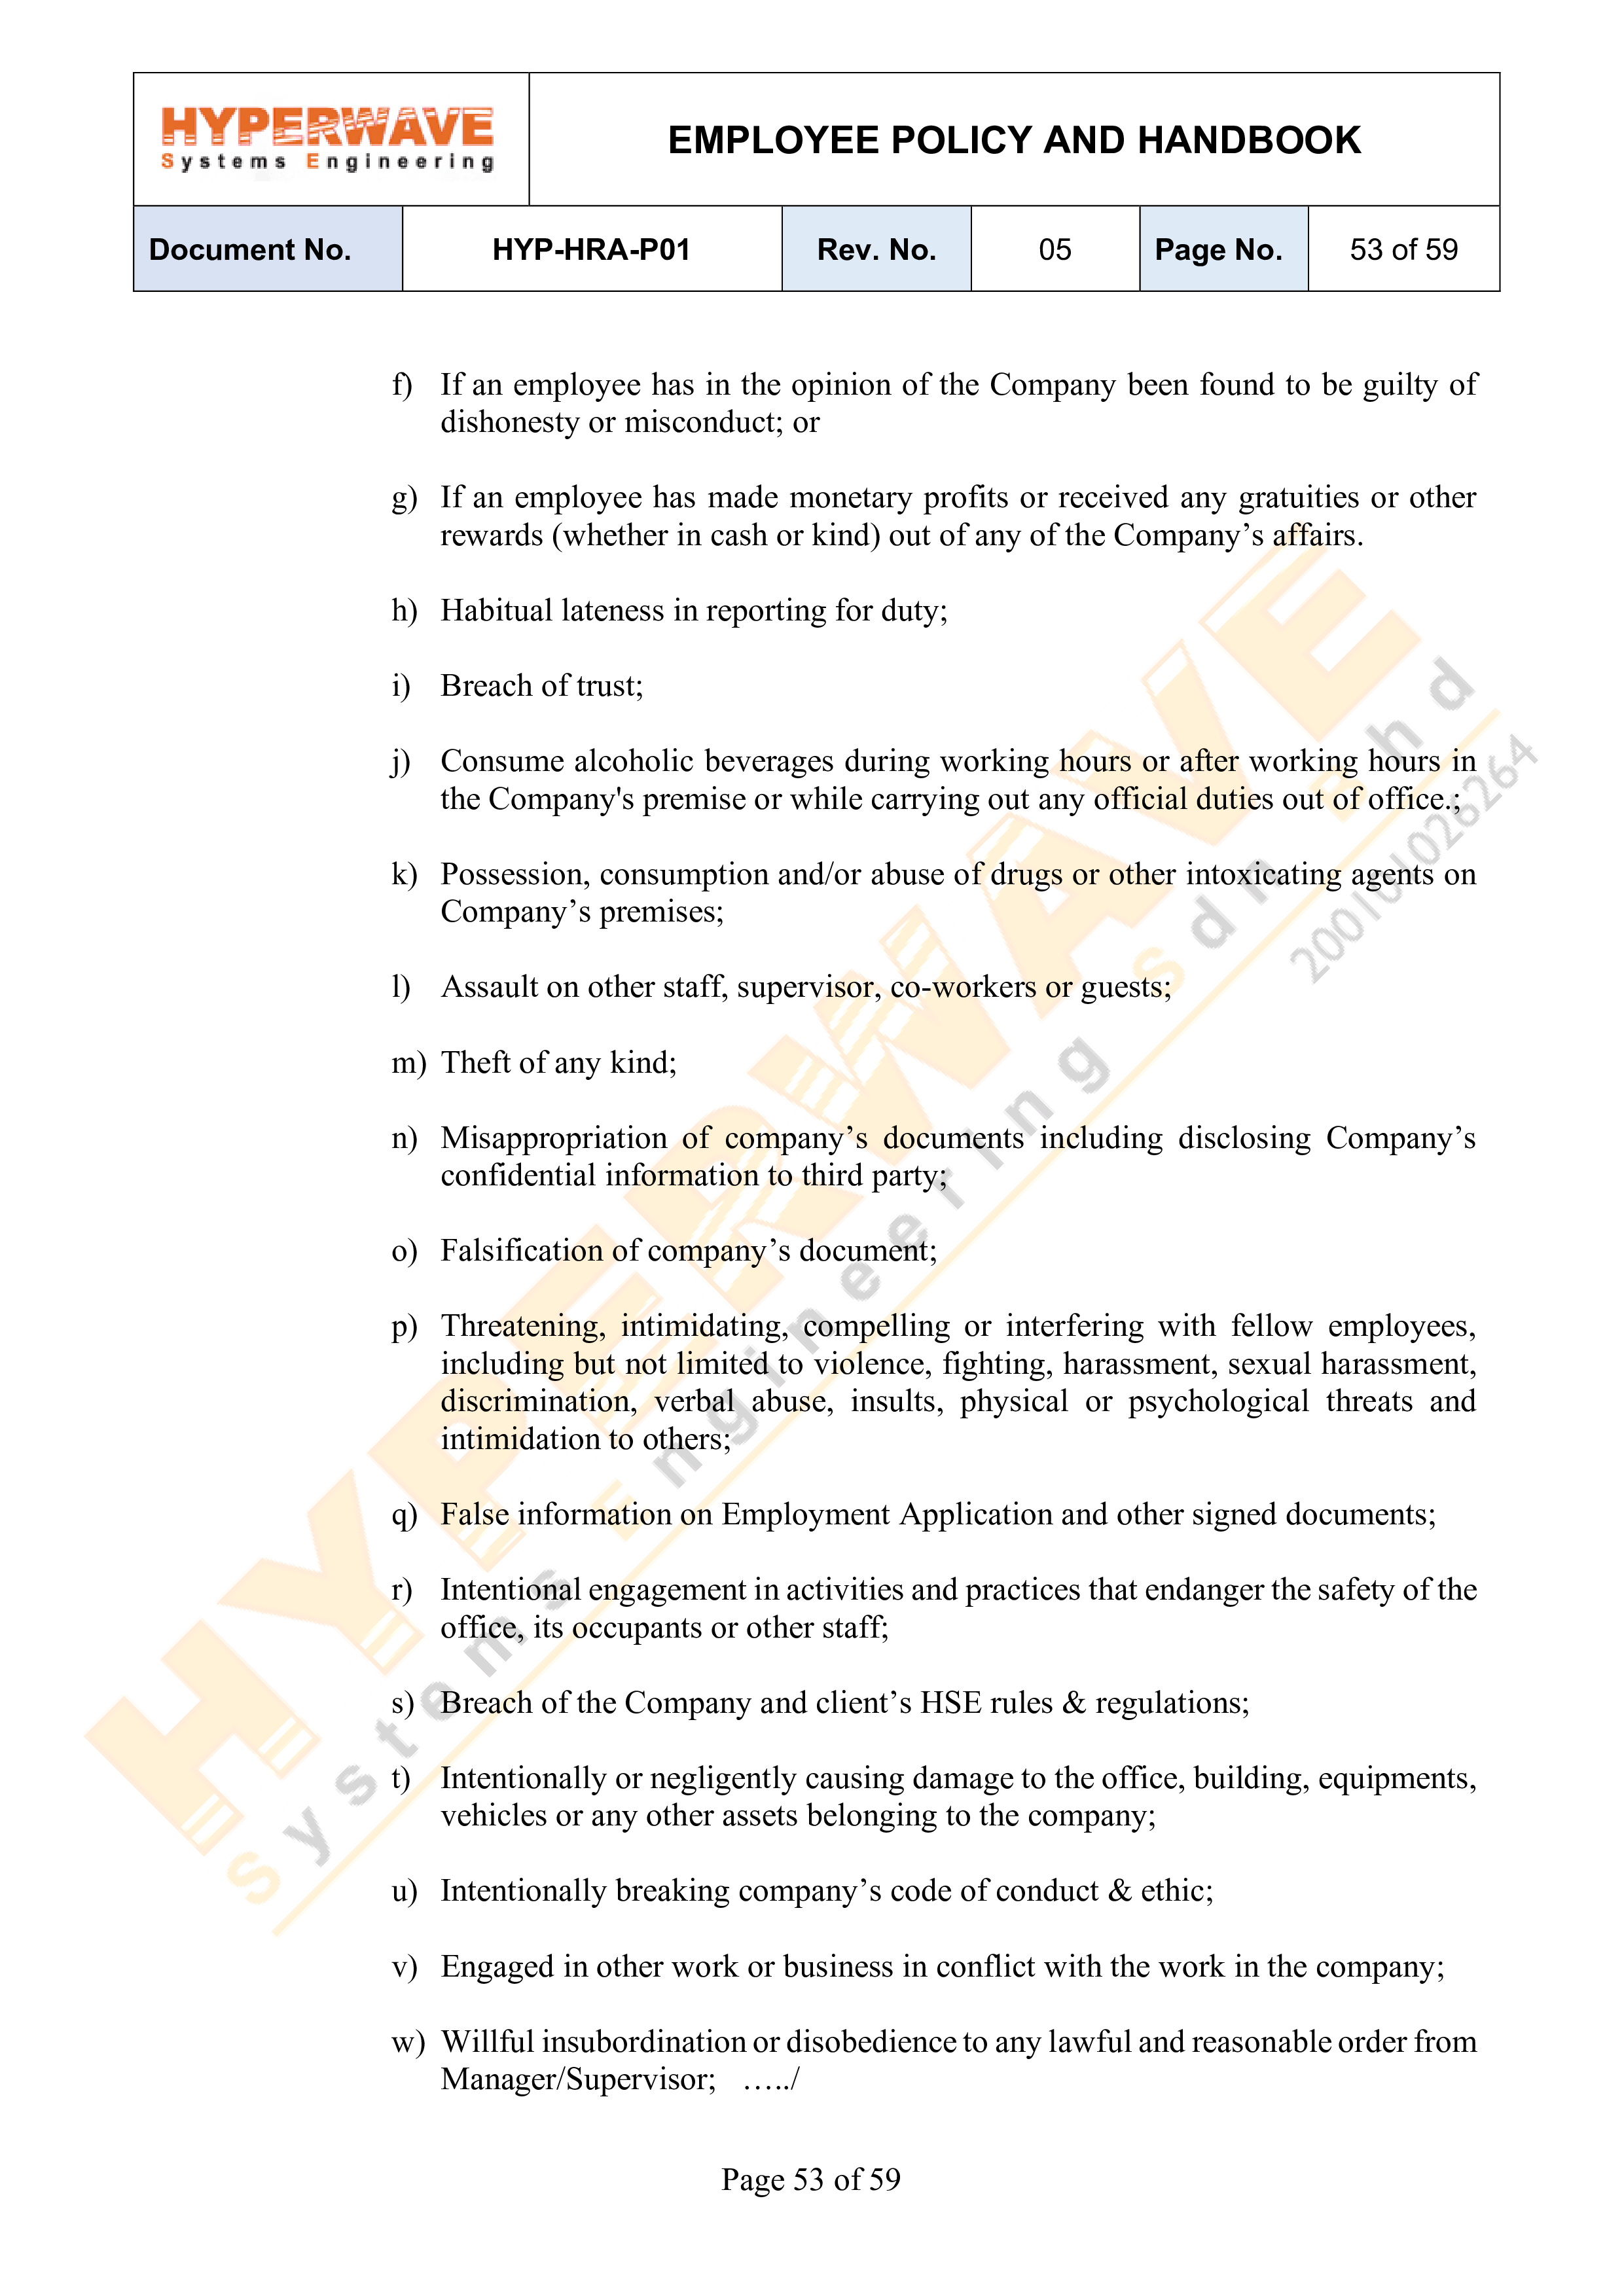 HYPERWAVE
Systems Engineering
EMPLOYEE POLICY AND HANDBOOK
Document No. HYP-HRA-P01 Rev. No. 05 Page No. 53 of 59
f) If an employee has in the opinion of the Company been found to be guilty of
dishonesty or misconduct; or
g) If an employee has made monetary profits or received any gratuities or other
rewards (whether in cash or kind) out of any of the Company’s affairs.
h) Habitual lateness in reporting for duty;
i) Breach of trust;
j) Consume alcoholic beverages during working hours or after working hours in
the Company's premise or while carrying out any official duties out of office.;
k) Possession, consumption and/or abuse of drugs or other intoxicating agents on
Company’s premises;
l) Assault on other staff, supervisor, co-workers or guests;
m) Theft of any kind;
n) Misappropriation of company’s documents including disclosing Company’s
confidential information to third party;
o) Falsification of company’s document;
p) Threatening, intimidating, compelling or interfering with fellow employees,
including but not limited to violence, fighting, harassment, sexual harassment,
discrimination, verbal abuse, insults, physical or psychological threats and
intimidation to others;
q) False information on Employment Application and other signed documents;
r) Intentional engagement in activities and practices that endanger the safety of the
office, its occupants or other staff;
s) Breach of the Company and client’s HSE rules & regulations;
t) Intentionally or negligently causing damage to the office, building, equipments,
vehicles or any other assets belonging to the company;
u) Intentionally breaking company’s code of conduct & ethic;
v) Engaged in other work or business in conflict with the work in the company;
w) Willful insubordination or disobedience to any lawful and reasonable order from
Manager/Supervisor; …../
HYPERWAVE
Systems Engineering Sdn Bhd
200101026264
Page 53 of 59